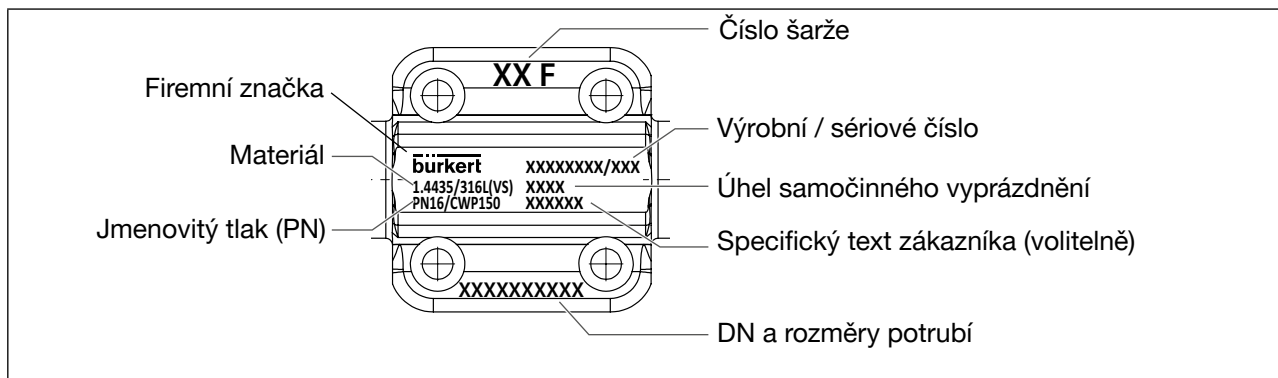 Číslo šarže
XX F
Firemní značka
Výrobní / sériové číslo
Materiál
bürkert XXXXXXXX/XXX
1.4435/316L(VS) XXXX
Úhel samočinného vyprázdnění
PN16/CWP150 XXXXXX
Jmenovitý tlak (PN)
Specifický text zákazníka (volitelně)
XXXXXXXXXX
DN a rozměry potrubí